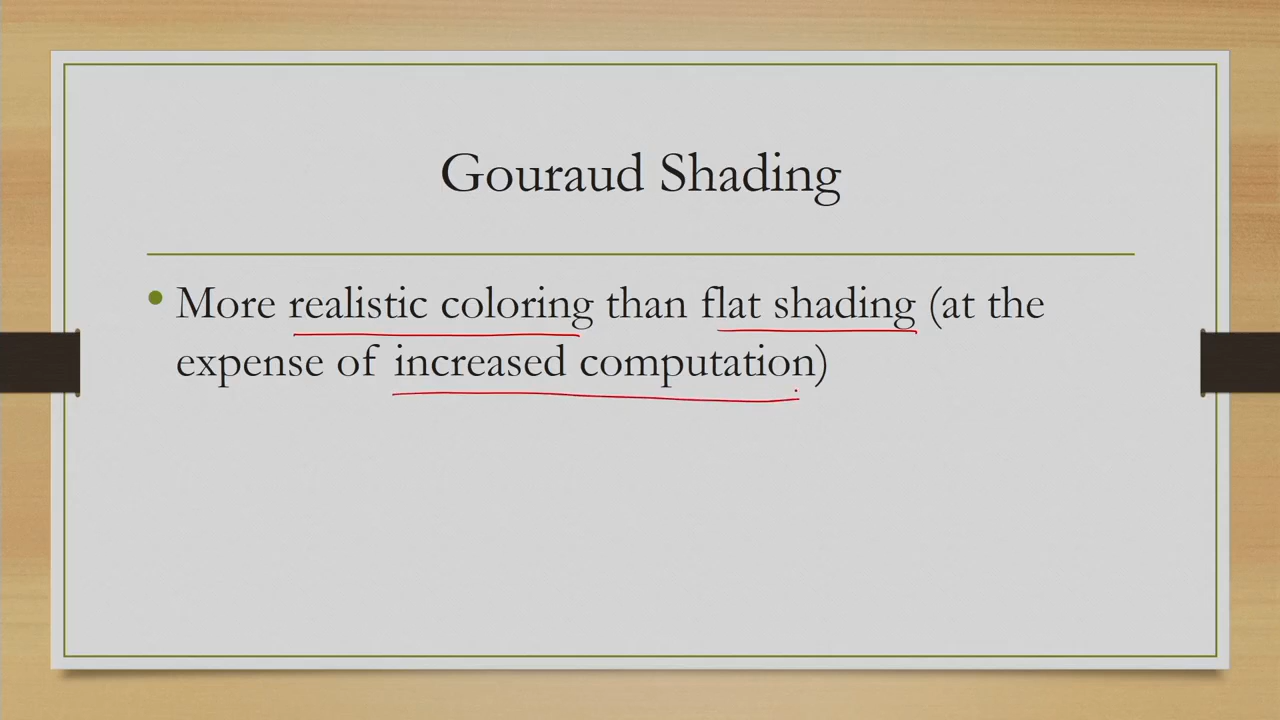 Gouraud Shading
• More realistic coloring than flat shading (at the
expense of increased computation)